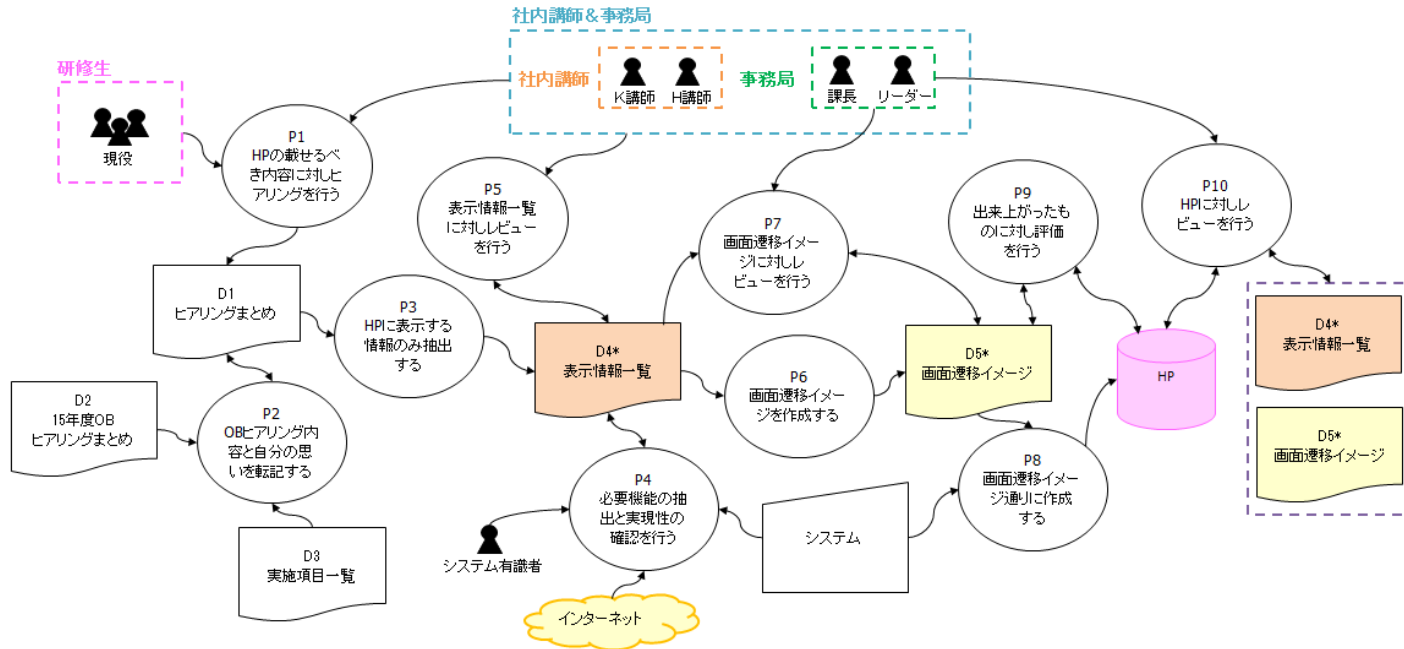 社内講師&事務局
研修生
現役
社内講師
K講師
H講師
事務局
課長
リーダー
P1
HPの載せるべ
き内容に対しヒ
アリングを行う
P5
表示情報一覧
に対しレビュー
を行う
P7
画面遷移イメー
ジに対しレ
ビューを行う
P9
出来上がったも
のに対し評価
を行う
P10
HPに対しレ
ビューを行う
D1
ヒアリングまとめ
P3
HPに表示する
情報のみ抽出
する
D4*
表示情報一覧
P6
画面遷移イメー
ジを作成する
D5*
画面遷移イメージ
HP
D4*
表示情報一覧
D5*
画面遷移イメージ
D2
15年度OB
ヒアリングまとめ
P2
OBヒアリング内
容と自分の思
いを転記する
D3
実施項目一覧
P4
必要機能の抽
出と実現性の
確認を行う
システム有識者
インターネット
システム
P8
画面遷移イメー
ジ通りに作成
する